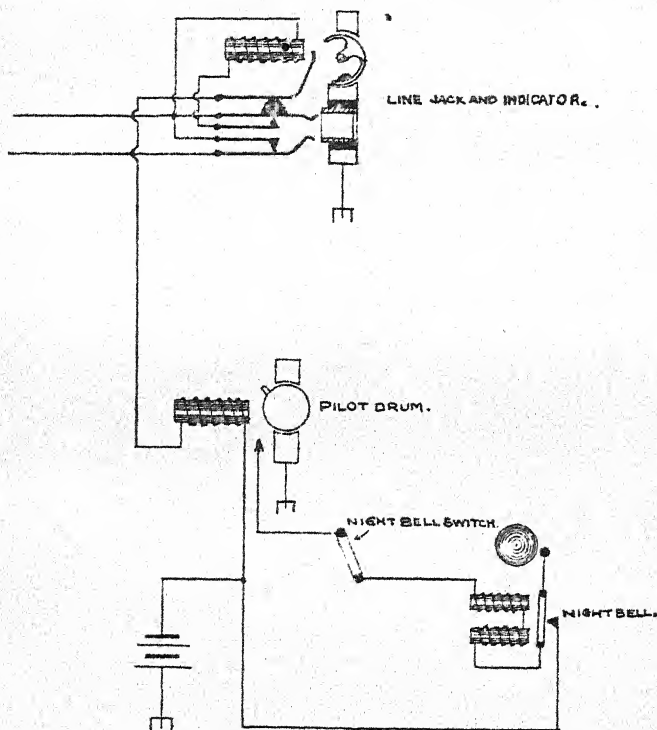 LINE JACK AND INDICATOR.
PILOT DRUM.
NIGHT BELL SWITCH.
NIGHT BELL.